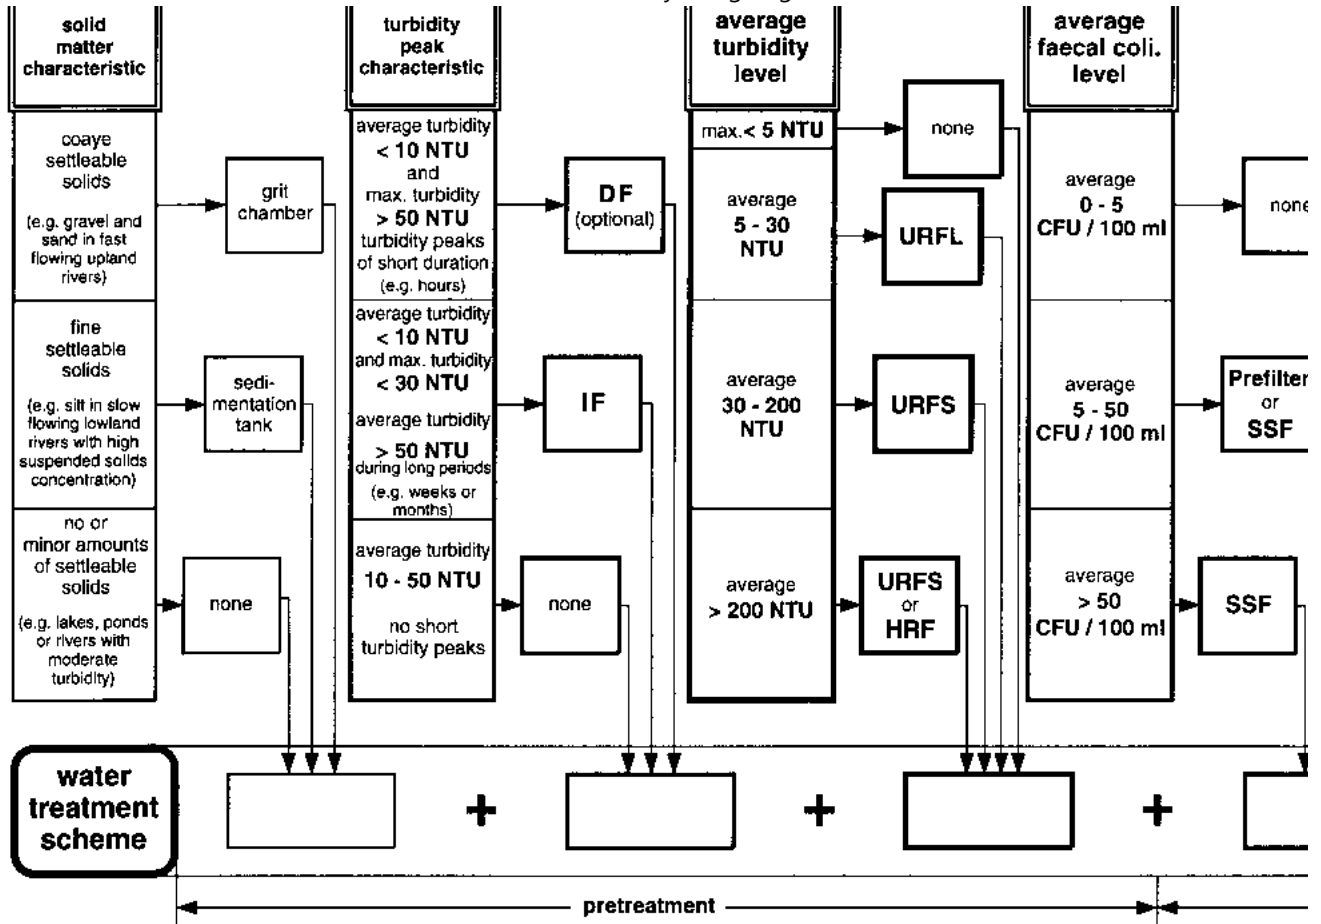 solid
matter
characteristic
coaye
settleable
solids
(e.g. gravel and
sand in fast
flowing upland
rivers)
fine
settleable
solids
(e.g. silt in slow
flowing lowland
rivers with high
suspended solids
concentration)
no or
minor amounts
of settleable
solids
(e.g. lakes, ponds
or rivers with
moderate
turbidity)
grit
chamber
sedi-
mentation
tank
none
turbidity
peak
characteristic
average turbidity
< 10 NTU
and
max. turbidity
> 50 NTU
turbidity peaks
of short duration
(e.g. hours)
average turbidity
< 10 NTU
and max. turbidity
< 30 NTU
average turbidity
> 50 NTU
during long periods
(e.g. weeks or
months)
average turbidity
10 - 50 NTU
no short
turbidity peaks
DF
(optional)
IF
none
average
turbidity
level
max.< 5 NTU
average
5 - 30
NTU
average
30 - 200
NTU
average
> 200 NTU
none
URFL
URFS
URFS
or
HRF
average
faecal coli.
level
average
0 - 5
CFU / 100 ml
average
5 - 50
CFU / 100 ml
average
> 50
CFU / 100 ml
none
Prefilter
or
SSF
SSF
water
treatment
scheme
+
+
+
pretreatment